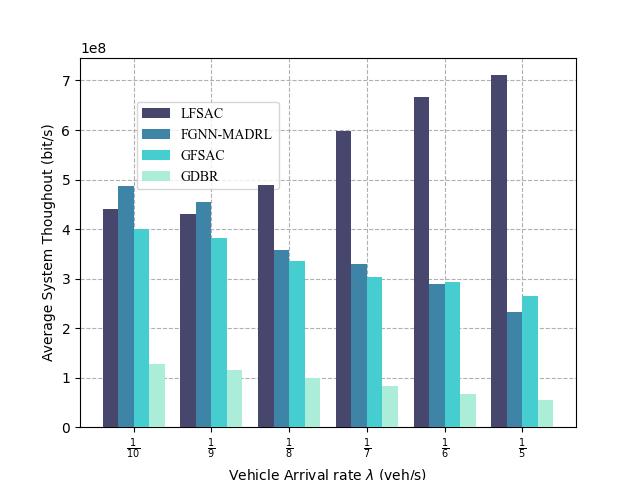 1e8
7
6
5
4
3
2
1
0
Average System Thoughout (bit/s)
LFSAC
FGNN-MADRL
GFSAC
GDBR
1/10 1/9 1/8 1/7 1/6 1/5
Vehicle Arrival rate λ (veh/s)